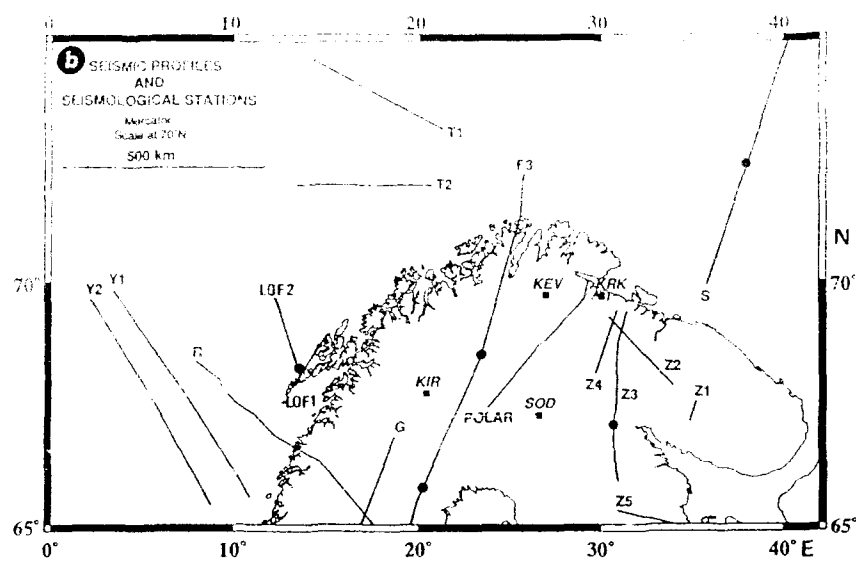 0 10 20 30 40
b
SEISMIC PROFILES
AND
SEISMOLOGICAL STATIONS
Mercator
Scale at 70°N
500 km
T1
F3
T2
N
70° 70°
Y2 Y1
LOF2
KEV KRK
S
Z2
KIR
Z4
Z3 Z1
LOF1
SOD
POLAR
G
Z5
65° 65°
0° 10° 20° 30° 40° E